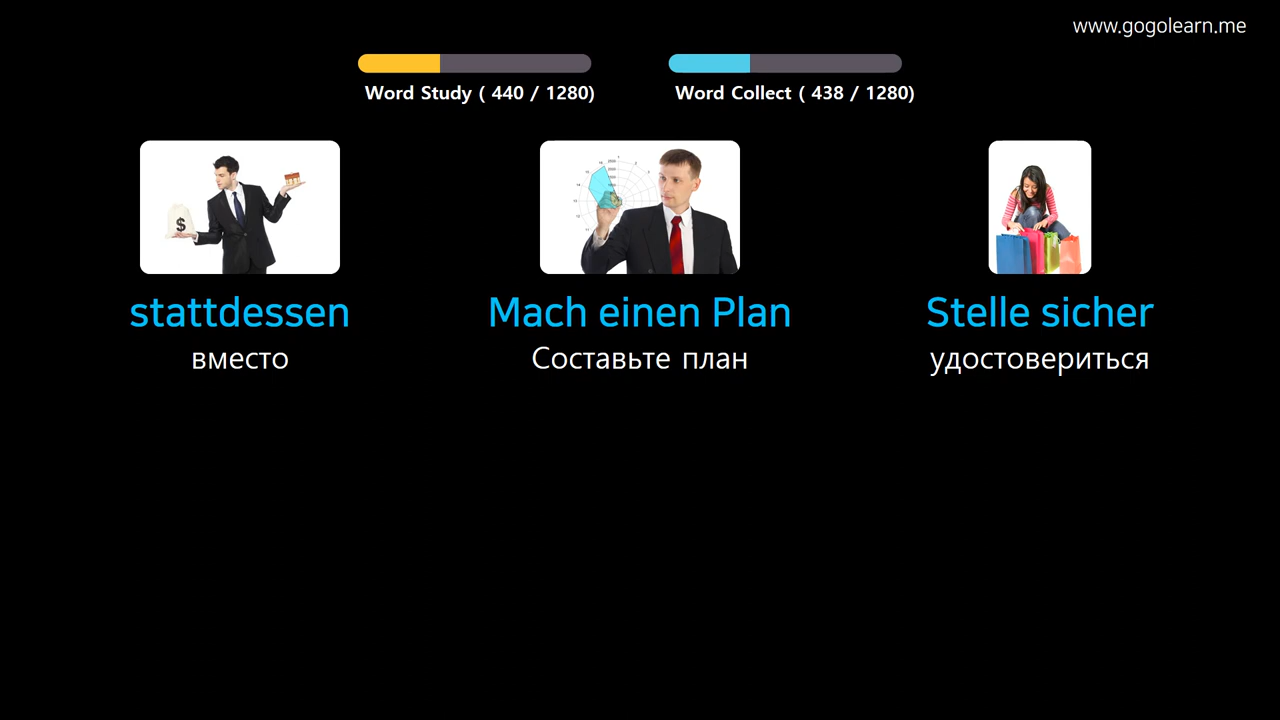 www.gogolearn.me
Word Study ( 440 / 1280)
Word Collect ( 438 / 1280)
stattdessen
вместо
Mach einen Plan
Составьте план
Stelle sicher
удостовериться